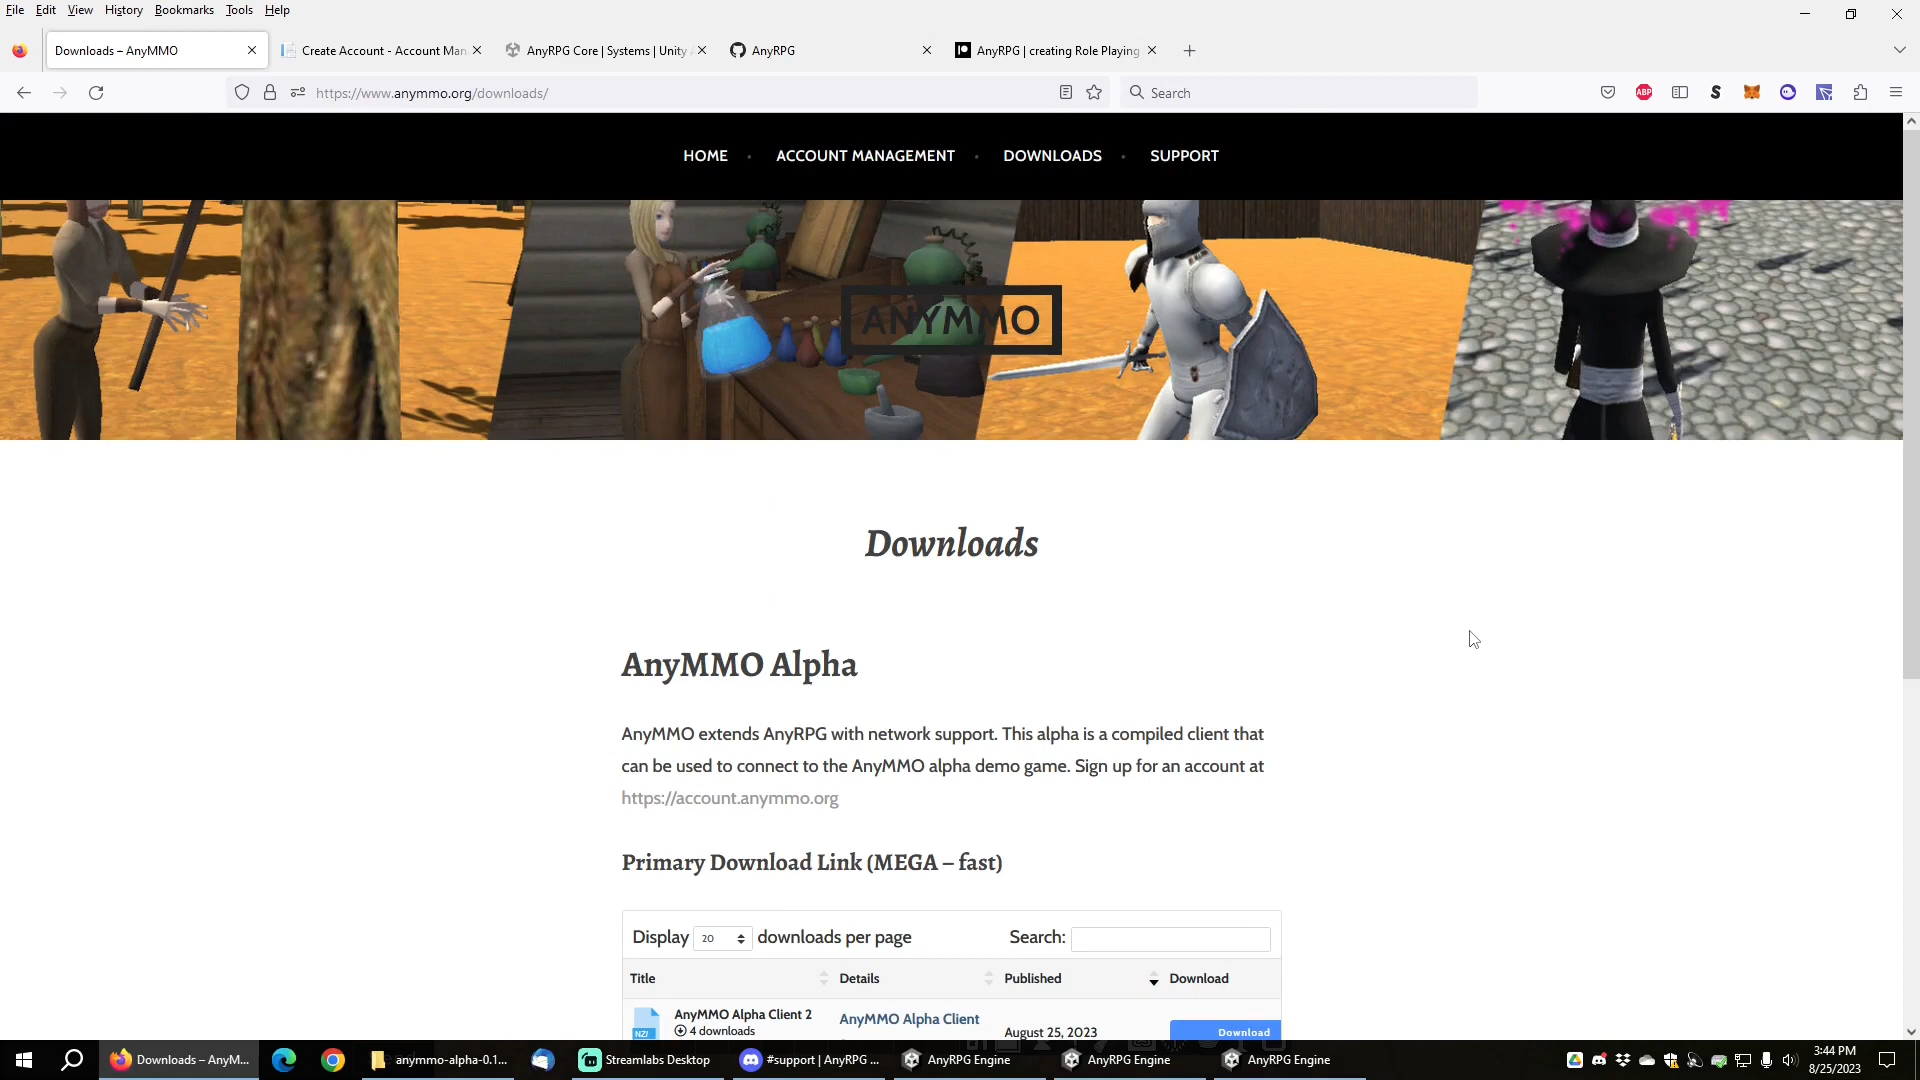 File Edit View History Bookmarks Tools Help
Downloads – AnyMMO
Create Account - Account Man
AnyRPG Core | Systems | Unity
AnyRPG
AnyRPG | creating Role Playing
https://www.anymmo.org/downloads/
Search
ABP
S
HOME • ACCOUNT MANAGEMENT • DOWNLOADS • SUPPORT
ANYMMO
Downloads
AnyMMO Alpha
AnyMMO extends AnyRPG with network support. This alpha is a compiled client that
can be used to connect to the AnyMMO alpha demo game. Sign up for an account at
https://account.anymmo.org
Primary Download Link (MEGA – fast)
Display 20 downloads per page Search:
Title Details Published Download
AnyMMO Alpha Client 2
4 downloads
AnyMMO Alpha Client
August 25, 2023
Download
Downloads – AnyM...
anymmo-alpha-0.1...
Streamlabs Desktop
#support | AnyRPG ...
AnyRPG Engine
AnyRPG Engine
AnyRPG Engine
3:44 PM
8/25/2023